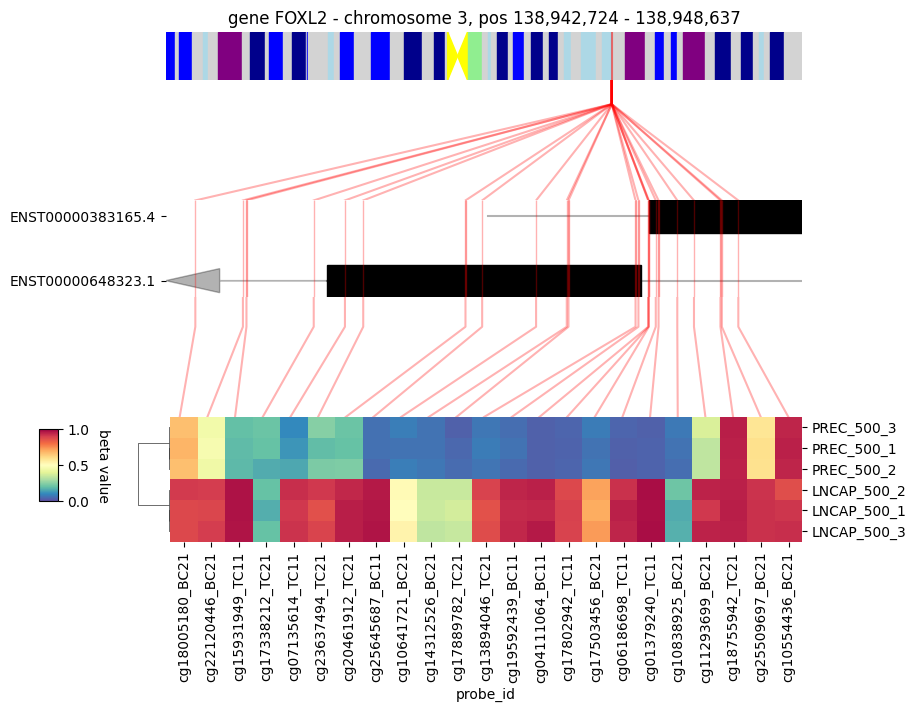 gene FOXL2 - chromosome 3, pos 138,942,724 - 138,948,637
ENST00000383165.4
ENST00000648323.1
1.0
0.5
0.0
beta value
PREC_500_3
PREC_500_1
PREC_500_2
LNCAP_500_2
LNCAP_500_1
LNCAP_500_3
cg18005180_BC21
cg22120446_BC21
cg15931949_TC11
cg17338212_TC21
cg07135614_TC11
cg23637494_TC21
cg20461912_TC21
cg25645687_BC11
cg10641721_BC21
cg14312526_BC21
cg17889782_TC21
cg13894046_TC21
cg19592439_BC11
cg04111064_BC11
cg17802942_TC11
cg17503456_BC21
cg06186698_TC11
cg01379240_TC11
cg10838925_BC21
cg11293699_BC21
cg18755942_TC21
cg25509697_BC21
cg10554436_BC21
probe_id